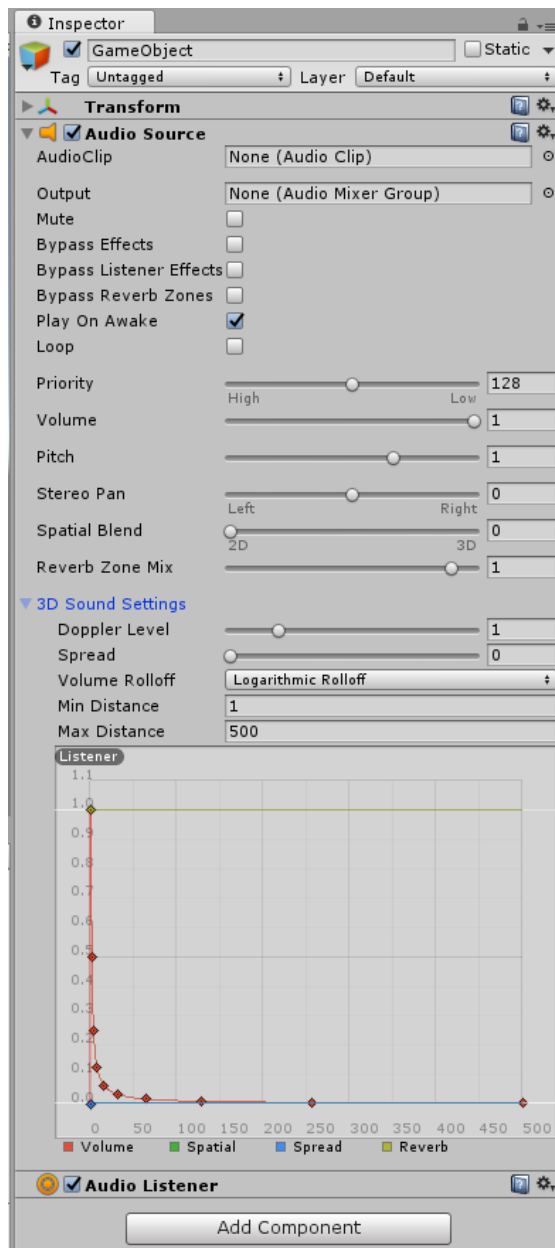 Inspector
GameObject Static
Tag Untagged Layer Default
Transform
Audio Source
AudioClip None (Audio Clip)
Output None (Audio Mixer Group)
Mute
Bypass Effects
Bypass Listener Effects
Bypass Reverb Zones
Play On Awake
Loop
Priority 128
High Low
Volume 1
Pitch 1
Stereo Pan 0
Left Right
Spatial Blend 0
2D 3D
Reverb Zone Mix 1
3D Sound Settings
Doppler Level 1
Spread 0
Volume Rolloff Logarithmic Rolloff
Min Distance 1
Max Distance 500
Listener
1.1
1.0
0.9
0.8
0.7
0.6
0.5
0.4
0.3
0.2
0.1
0.0
0 50 100 150 200 250 300 350 400 450 500
Volume Spatial Spread Reverb
Audio Listener
Add Component